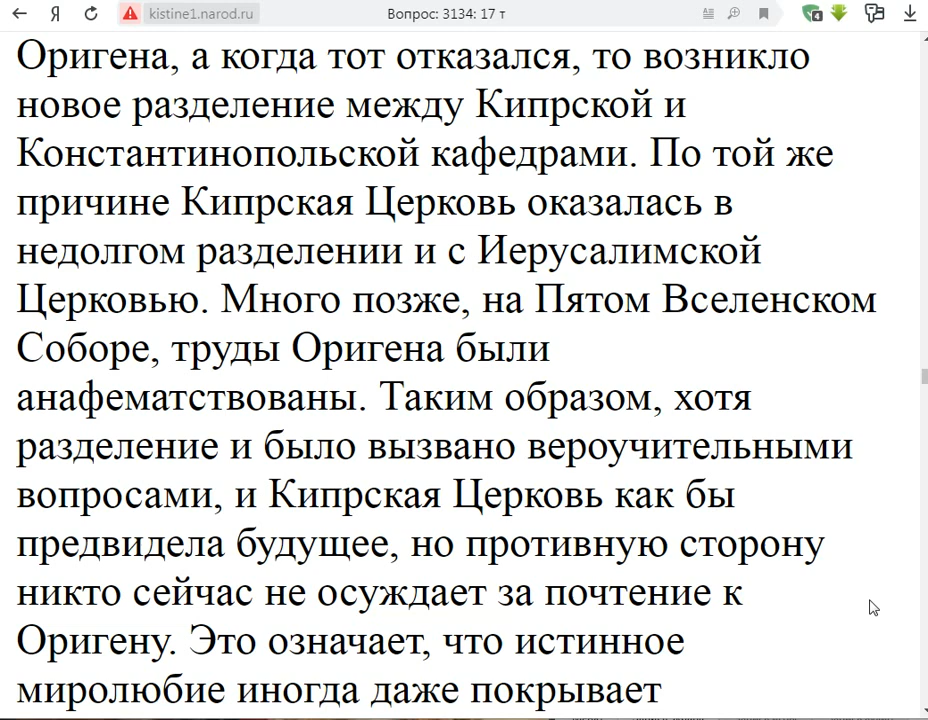 Я
kistine1.narod.ru
Вопрос: 3134: 17 т
4
Оригена, а когда тот отказался, то возникло
новое разделение между Кипрской и
Константинопольской кафедрами. По той же
причине Кипрская Церковь оказалась в
недолгом разделении и с Иерусалимской
Церковью. Много позже, на Пятом Вселенском
Соборе, труды Оригена были
анафематствованы. Таким образом, хотя
разделение и было вызвано вероучительными
вопросами, и Кипрская Церковь как бы
предвидела будущее, но противную сторону
никто сейчас не осуждает за почтение к
Оригену. Это означает, что истинное
миролюбие иногда даже покрывает